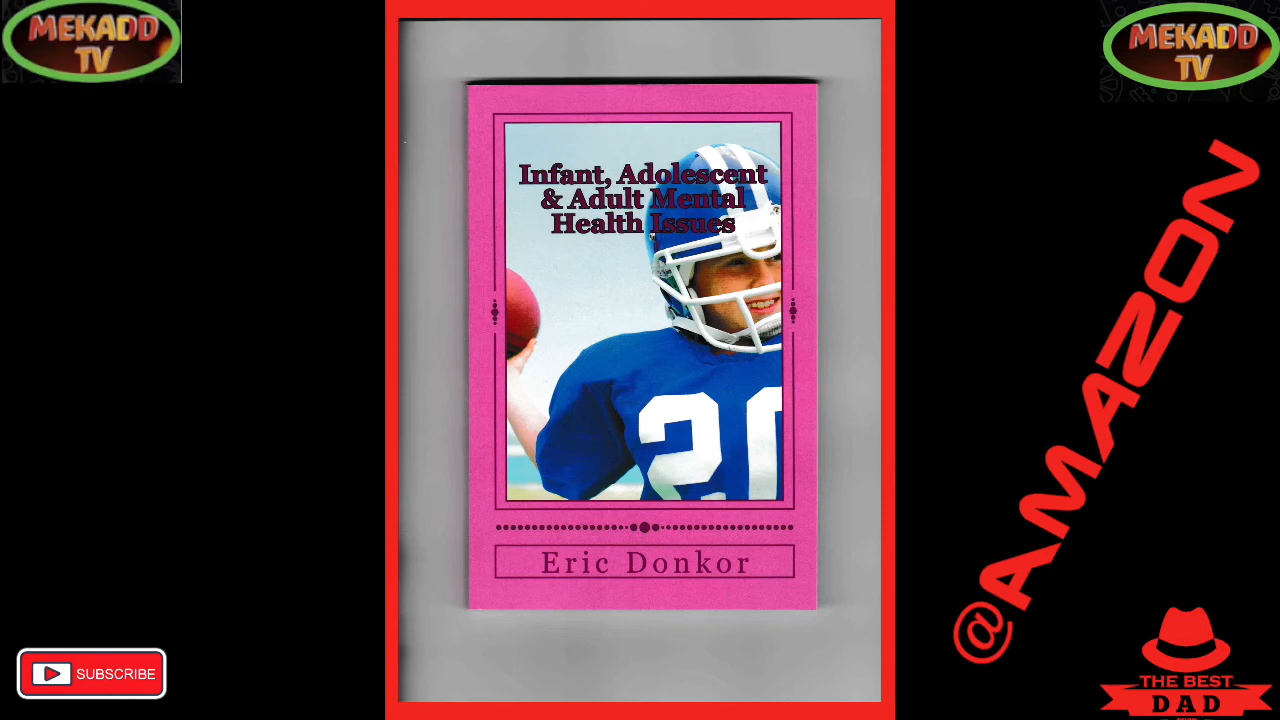 MEKADD
TV
MEKADD
TV
Infant, Adolescent
& Adult Mental
Health Issues
20
Eric Donkor
@AMAZON
SUBSCRIBE
THE BEST
DAD